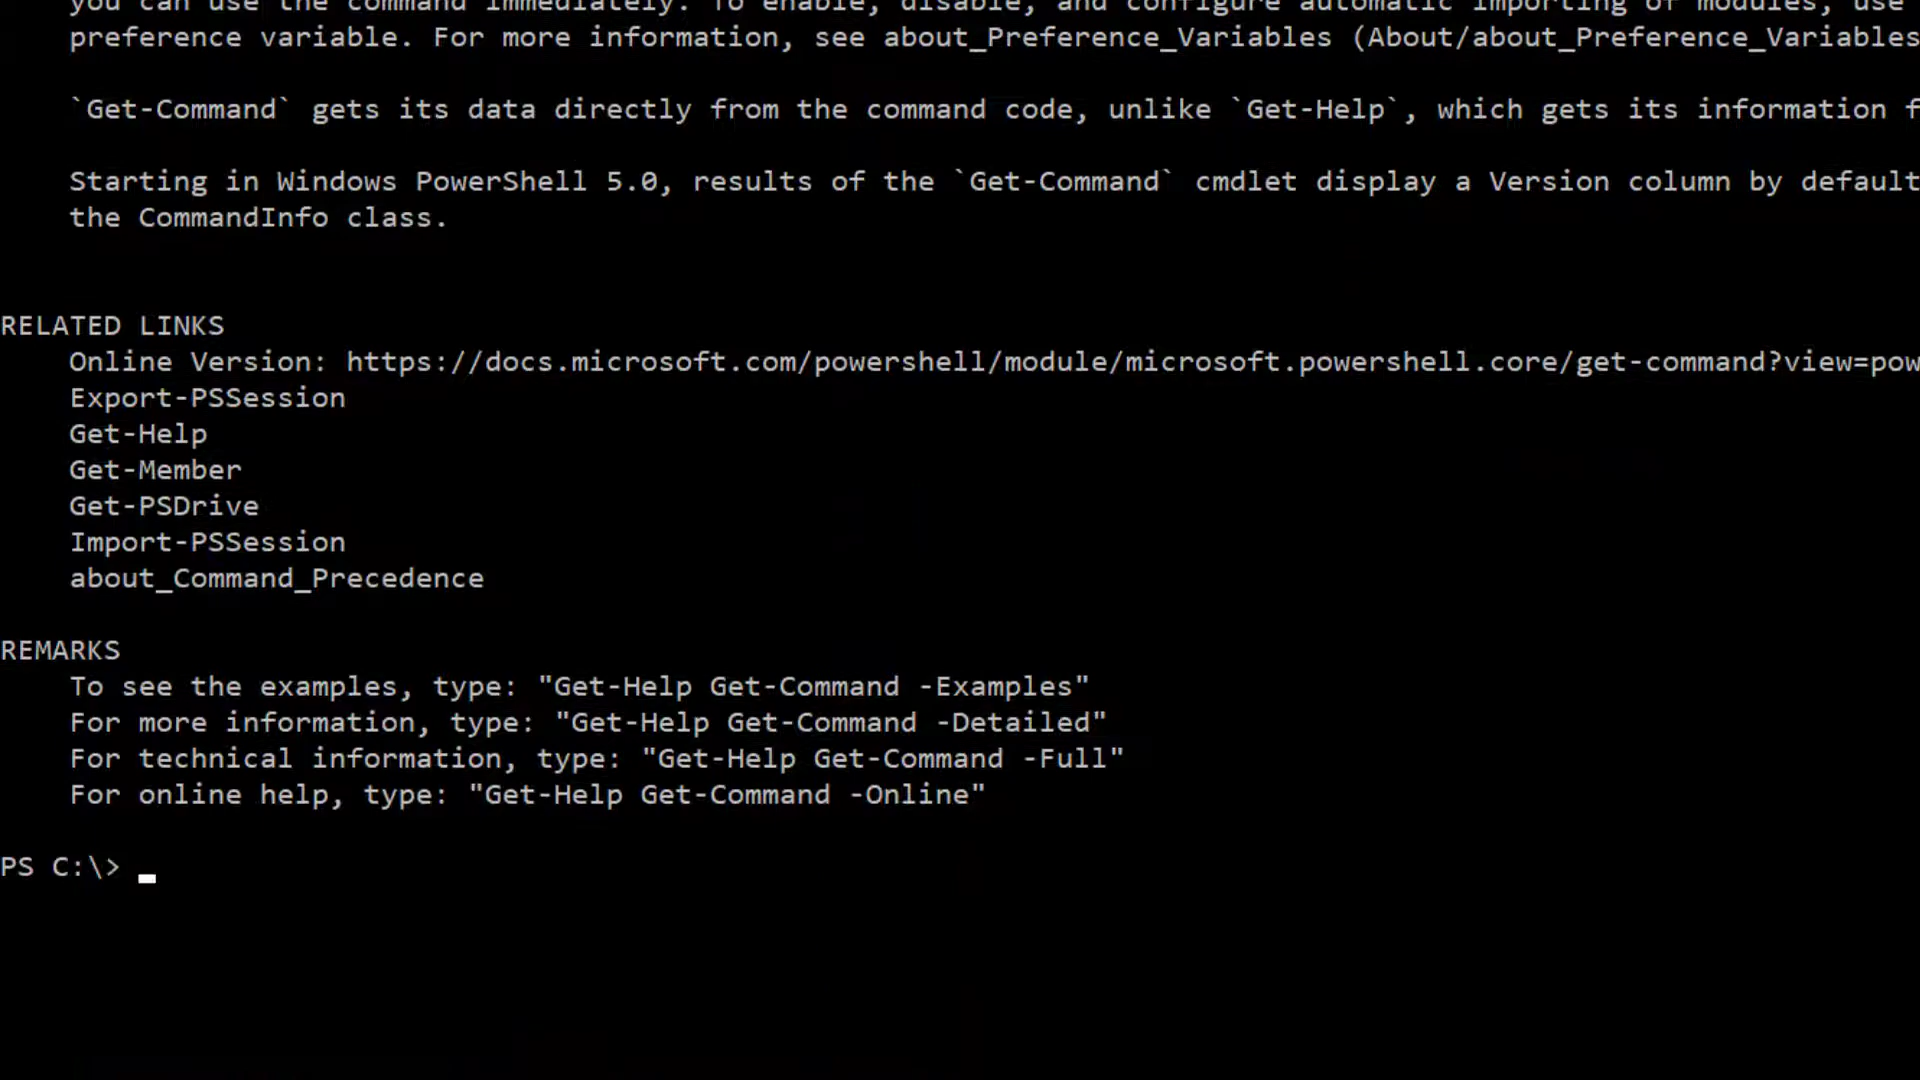 you can use the command immediately. To enable, disable, and configure automatic importing of modules, use
preference variable. For more information, see about_Preference_Variables (About/about_Preference_Variables
`Get-Command` gets its data directly from the command code, unlike `Get-Help`, which gets its information f
Starting in Windows PowerShell 5.0, results of the `Get-Command` cmdlet display a Version column by default
the CommandInfo class.
RELATED LINKS
Online Version: https://docs.microsoft.com/powershell/module/microsoft.powershell.core/get-command?view=pow
Export-PSSession
Get-Help
Get-Member
Get-PSDrive
Import-PSSession
about_Command_Precedence
REMARKS
To see the examples, type: "Get-Help Get-Command -Examples"
For more information, type: "Get-Help Get-Command -Detailed"
For technical information, type: "Get-Help Get-Command -Full"
For online help, type: "Get-Help Get-Command -Online"
PS C:\> _